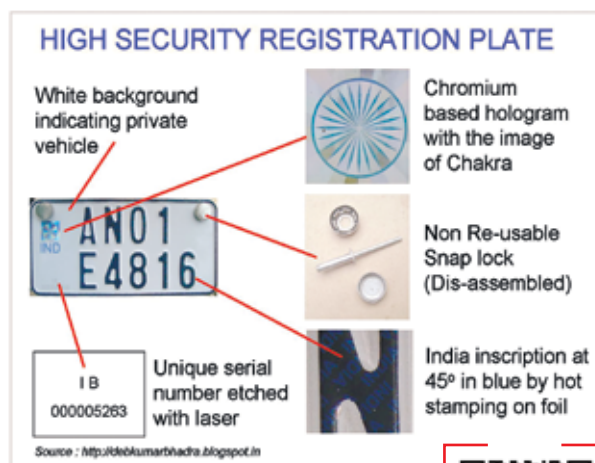 HIGH SECURITY REGISTRATION PLATE
White background
indicating private
vehicle
Chromium
based hologram
with the image
of Chakra
AN01
IND
E4816
Non Re-usable
Snap lock
(Dis-assembled)
I B
000005263
Unique serial
number etched
with laser
India inscription at
45º in blue by hot
stamping on foil
Source : http://debkumarbhadra.blogspot.in